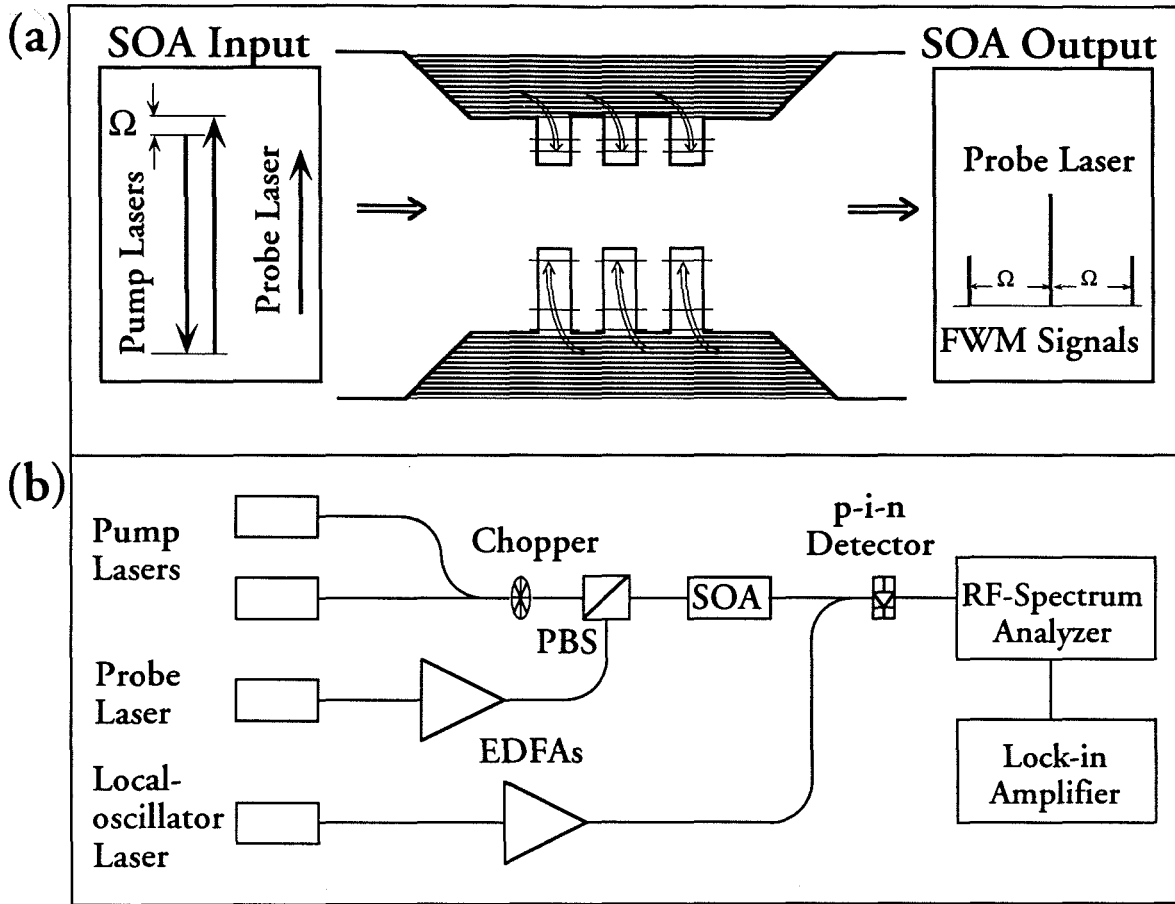 (a)
SOA Input
Ω
Pump Lasers
Probe Laser
SOA Output
Probe Laser
Ω
Ω
FWM Signals
(b)
Pump
Lasers
Chopper
PBS
SOA
p-i-n
Detector
RF-Spectrum
Analyzer
Probe
Laser
EDFAs
Local-
oscillator
Laser
Lock-in
Amplifier